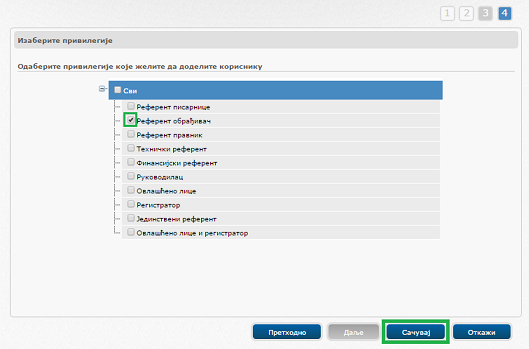 1 2 3 4
Изаберите привилегије
Одаберите привилегије које желите да доделите кориснику
Сви
Референт писарнице
Референт обрађивач
Референт правник
Технички референт
Финансијски референт
Руководилац
Овлашћено лице
Регистратор
Јединствени референт
Овлашћено лице и регистратор
Претходно Даље Сачувај Откажи